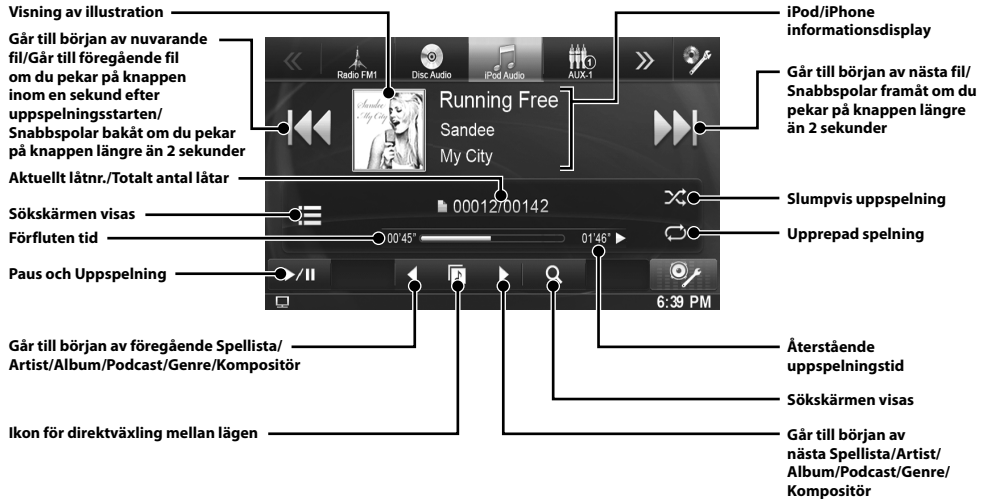 Visning av illustration
Går till början av nuvarande
fil/Går till föregående fil
om du pekar på knappen
inom en sekund efter
uppspelningsstarten/
Snabbspolar bakåt om du pekar
på knappen längre än 2 sekunder
Aktuellt låtnr./Totalt antal låtar
Sökskärmen visas
Förfluten tid
Paus och Uppspelning
Går till början av föregående Spellista/
Artist/Album/Podcast/Genre/Kompositör
Ikon för direktväxling mellan lägen
Radio FM1
Disc Audio
iPod Audio
AUX-1
Sandee
My City
Running Free
Sandee
My City
00012/00142
00'45"
01'46"
6:39 PM
iPod/iPhone
informationsdisplay
Går till början av nästa fil/
Snabbspolar framåt om du
pekar på knappen längre
än 2 sekunder
Slumpvis uppspelning
Upprepad spelning
Återstående
uppspelningstid
Sökskärmen visas
Går till början av
nästa Spellista/Artist/
Album/Podcast/Genre/
Kompositör